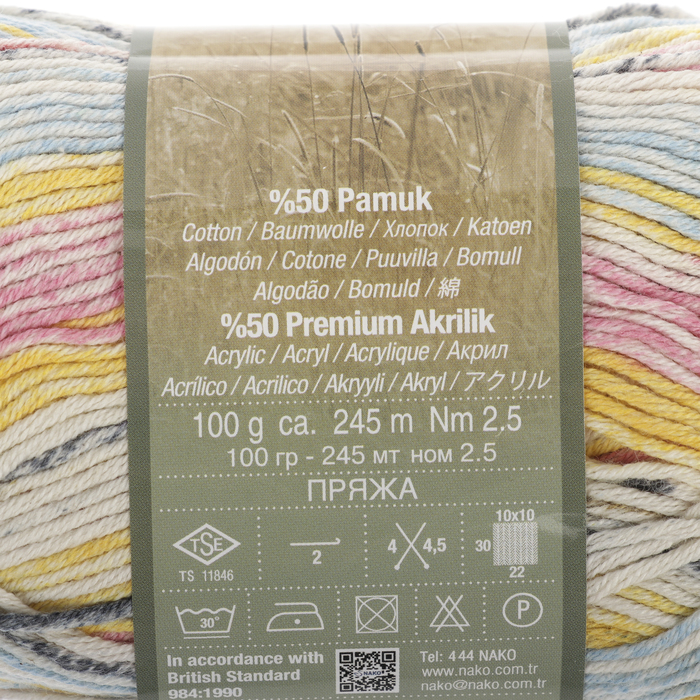 %50 Pamuk
Cotton / Baumwolle / Хлопок / Katoen
Algodón / Cotone / Puuvilla / Bomull
Algodão / Bomuld / 綿
%50 Premium Akrilik
Acrylic / Acryl / Acrylique / Акрил
Acrílico / Acrilico / Akryyli / Akryl / アクリル
100 g ca. 245 m Nm 2.5
100 гр - 245 мт ном 2.5
ПРЯЖА
TSE
TS 11846
2
4 4,5
10x10
30
22
30°
P
In accordance with
British Standard
984:1990
Tel: 444 NAKO
www.nako.com.tr
nako@nako.com.tr